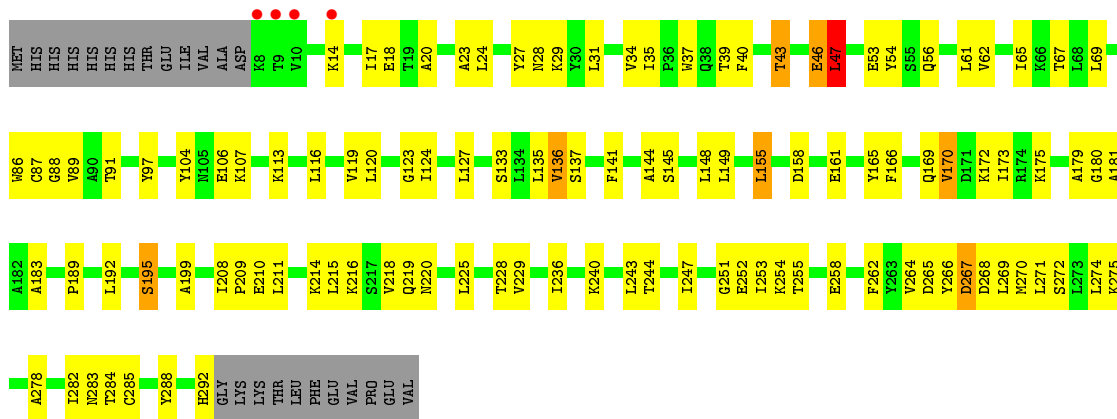 MET HIS HIS HIS HIS HIS HIS THR GLU ILE VAL ALA ASP K8 T9 V10 K14 I17 E18 T19 A20 A23 L24 Y27 N28 K29 Y30 L31 V34 I35 P36 W37 Q38 T39 F40 T43 E46 L47 E53 Y54 S55 Q56 L61 V62 I65 K66 T67 L68 L69
W86 C87 G88 V89 A90 T91 Y97 Y104 N105 E106 K107 K113 L116 V119 L120 G123 I124 L127 S133 L134 L135 V136 S137 F141 A144 S145 L148 L149 L155 D158 E161 Y165 F166 Q169 V170 D171 K172 I173 R174 K175 A179 G180 A181
A182 A183 P189 L192 S195 A199 I208 P209 E210 L211 K214 L215 K216 S217 V218 Q219 N220 L225 T228 V229 I236 K240 L243 T244 I247 G251 E252 I253 K254 T255 E258 F262 Y263 V264 D265 Y266 D267 D268 L269 M270 L271 S272 L273 L274 K275
A278 I282 N283 T284 C285 Y288 H292 GLY LYS LYS THR LEU PHE GLU VAL PRO GLU VAL